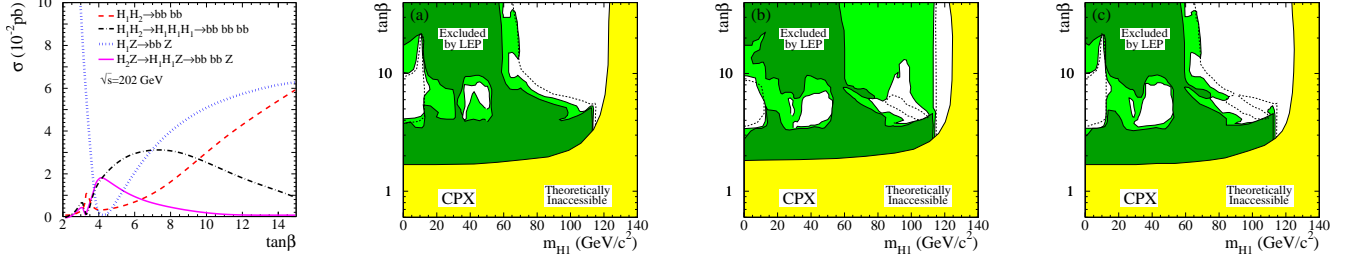 σ (10⁻²pb)
10
8
6
4
2
0
H₁H₂→bb bb
H₁H₂→H₁H₁H₁→bb bb bb
H₁Z→bb Z
H₂Z→H₁H₁Z→bb bb Z
√s=202 GeV
2 4 6 8 10 12 14
tanβ
tanβ
10
1
(a)
Excluded
by LEP
CPX
Theoretically
Inaccessible
0 20 40 60 80 100 120 140
m_H1 (GeV/c²)
tanβ
10
1
(b)
Excluded
by LEP
CPX
Theoretically
Inaccessible
0 20 40 60 80 100 120 140
m_H1 (GeV/c²)
tanβ
10
1
(c)
Excluded
by LEP
CPX
Theoretically
Inaccessible
0 20 40 60 80 100 120 140
m_H1 (GeV/c²)